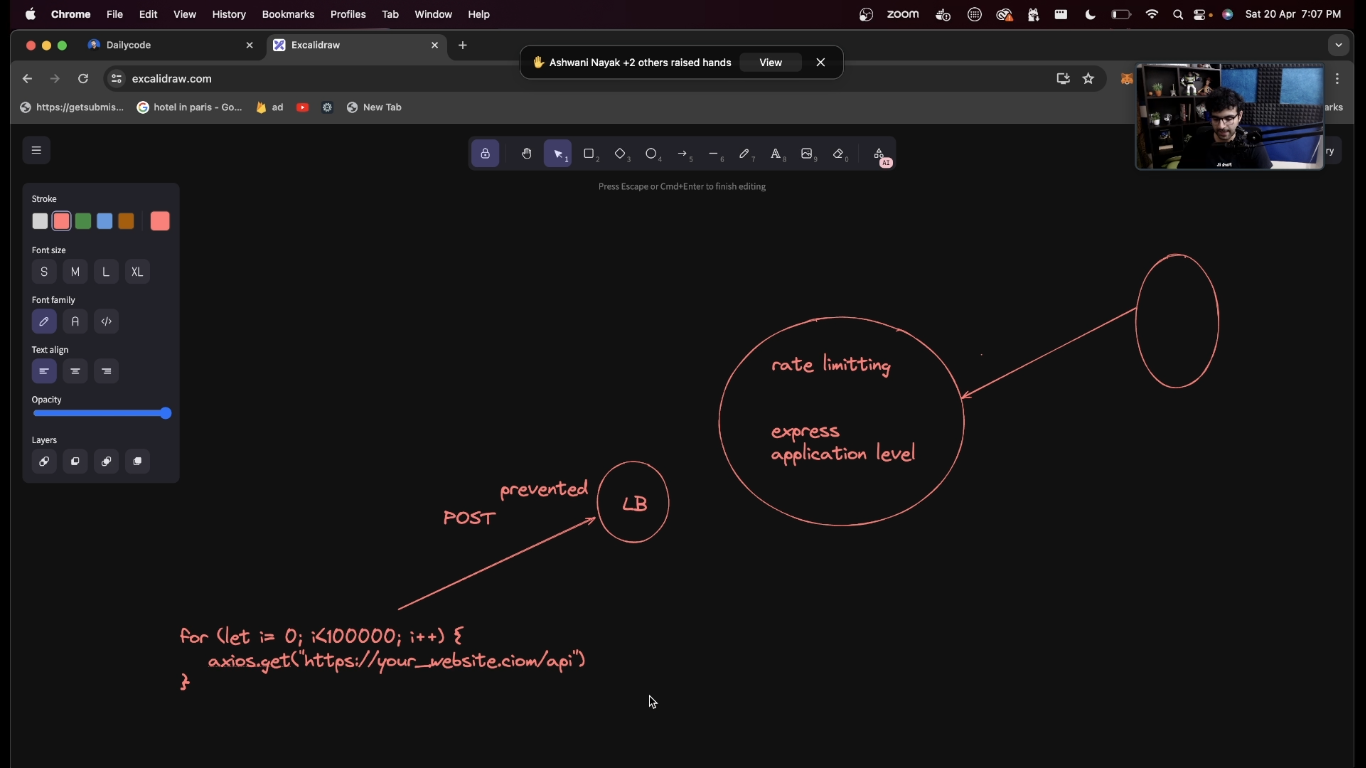 Chrome File Edit View History Bookmarks Profiles Tab Window Help
zoom
Sat 20 Apr 7:07 PM
Dailycode
Excalidraw
Ashwani Nayak +2 others raised hands View
excalidraw.com
https://getsubmis...
hotel in paris - Go...
ad
New Tab
arks
1 2 3 4 5 6 7 8 9 0
AI
ry
Press Escape or Cmd+Enter to finish editing
Stroke
Font size
S M L XL
Font family
A
Text align
Opacity
Layers
rate limitting
express
application level
prevented
LB
POST
for (let i= 0; i<100000; i++) {
axios.get("https://your_website.ciom/api")
}